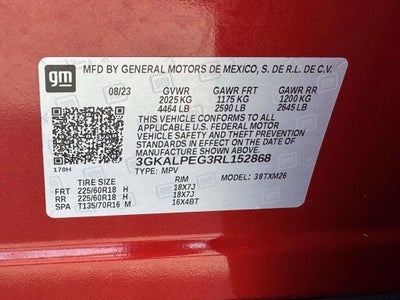 gm MFD BY GENERAL MOTORS DE MEXICO, S. DE R.L. DE C.V.
08/23 GVWR GAWR FRT GAWR RR
2025 KG 1175 KG 1200 KG
4464 LB 2590 LB 2645 LB
THIS VEHICLE CONFORMS TO ALL APPLICABLE
U.S. FEDERAL MOTOR
VEHICLE SAFETY, BUMPER, AND THEFT PREVENTION
STANDARDS IN EFFECT ON THE DATE OF
MANUFACTURE SHOWN ABOVE.
3GKALPEG3RL152868
170H TYPE: MPV MODEL: 38TXM26
RIM
FRT 225/60R18 H 18X7J
RR 225/60R18 H 18X7J
SPA T135/70R16 M 16X4BT